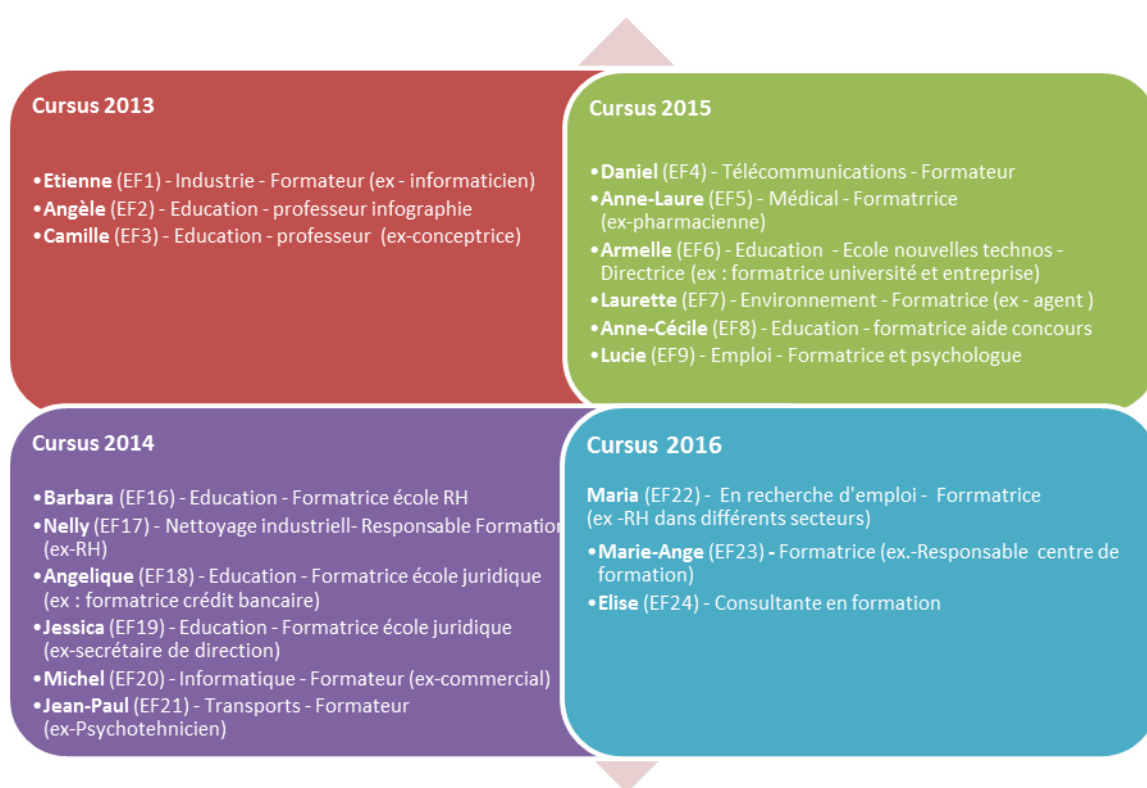 Cursus 2013
•Etienne (EF1) - Industrie - Formateur (ex - informaticien)
•Angèle (EF2) - Education - professeur infographie
•Camille (EF3) - Education - professeur (ex-conceptrice)
Cursus 2015
•Daniel (EF4) - Télécommunications - Formateur
•Anne-Laure (EF5) - Médical - Formatrrice
(ex-pharmacienne)
•Armelle (EF6) - Education - Ecole nouvelles technos -
Directrice (ex : formatrice université et entreprise)
•Laurette (EF7) - Environnement - Formatrice (ex - agent )
•Anne-Cécile (EF8) - Education - formatrice aide concours
•Lucie (EF9) - Emploi - Formatrice et psychologue
Cursus 2014
•Barbara (EF16) - Education - Formatrice école RH
•Nelly (EF17) - Nettoyage industriell- Responsable Formation
(ex-RH)
•Angelique (EF18) - Education - Formatrice école juridique
(ex : formatrice crédit bancaire)
•Jessica (EF19) - Education - Formatrice école juridique
(ex-secrétaire de direction)
•Michel (EF20) - Informatique - Formateur (ex-commercial)
•Jean-Paul (EF21) - Transports - Formateur
(ex-Psychotehnicien)
Cursus 2016
Maria (EF22) - En recherche d'emploi - Forrmatrice
(ex -RH dans différents secteurs)
•Marie-Ange (EF23) - Formatrice (ex.-Responsable centre de
formation)
•Elise (EF24) - Consultante en formation